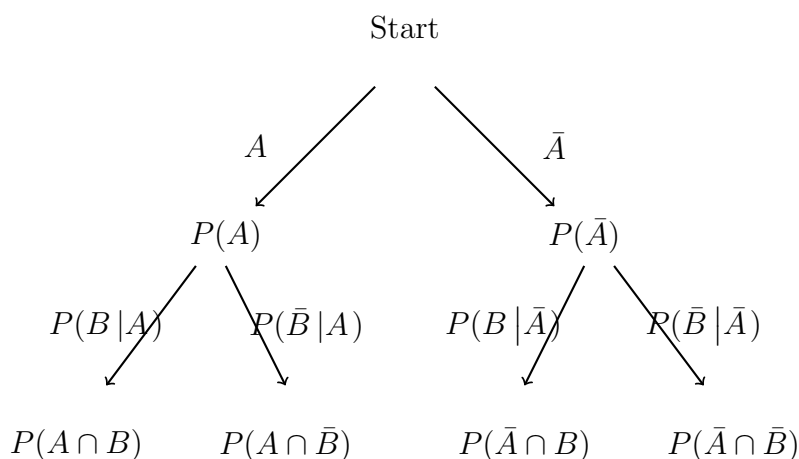 Start
A Ā
P(A) P(Ā)
P(B |A) P(B̄ |A) P(B |Ā) P(B̄ |Ā)
P(A ∩ B) P(A ∩ B̄) P(Ā ∩ B) P(Ā ∩ B̄)